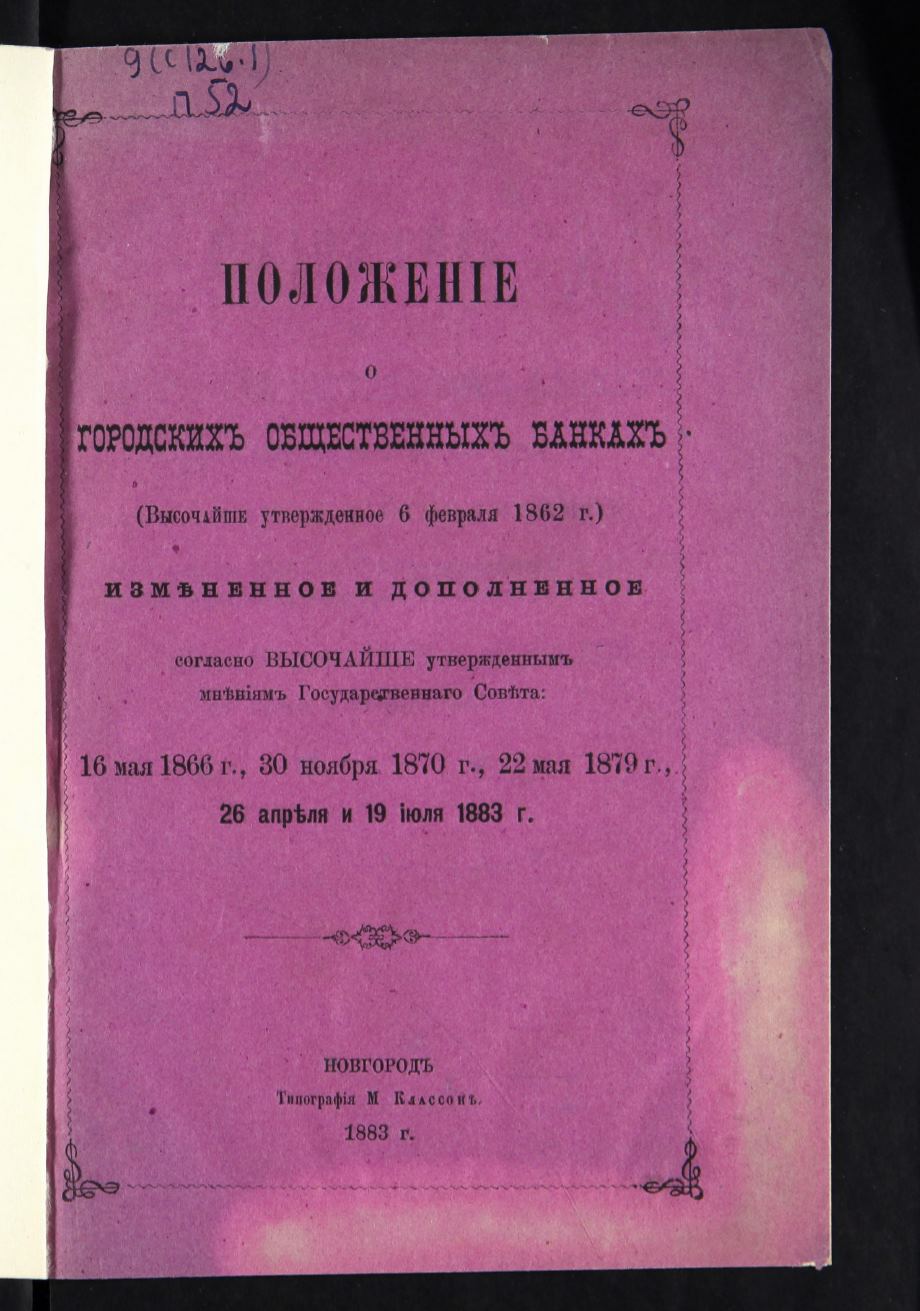 9(С126.1)
П52
ПОЛОЖЕНІЕ
О
ГОРОДСКИХЪ ОБЩЕСТВЕННЫХЪ БАНКАХЪ.
(Высочайше утвержденное 6 февраля 1862 г.)
ИЗМѢНЕННОЕ И ДОПОЛНЕННОЕ
согласно ВЫСОЧАЙШЕ утвержденнымъ
мнѣніямъ Государственнаго Совѣта:
16 мая 1866 г., 30 ноября 1870 г., 22 мая 1879 г.,
26 апрѣля и 19 іюля 1883 г.
НОВГОРОДЪ
Типографія М Классонъ.
1883 г.